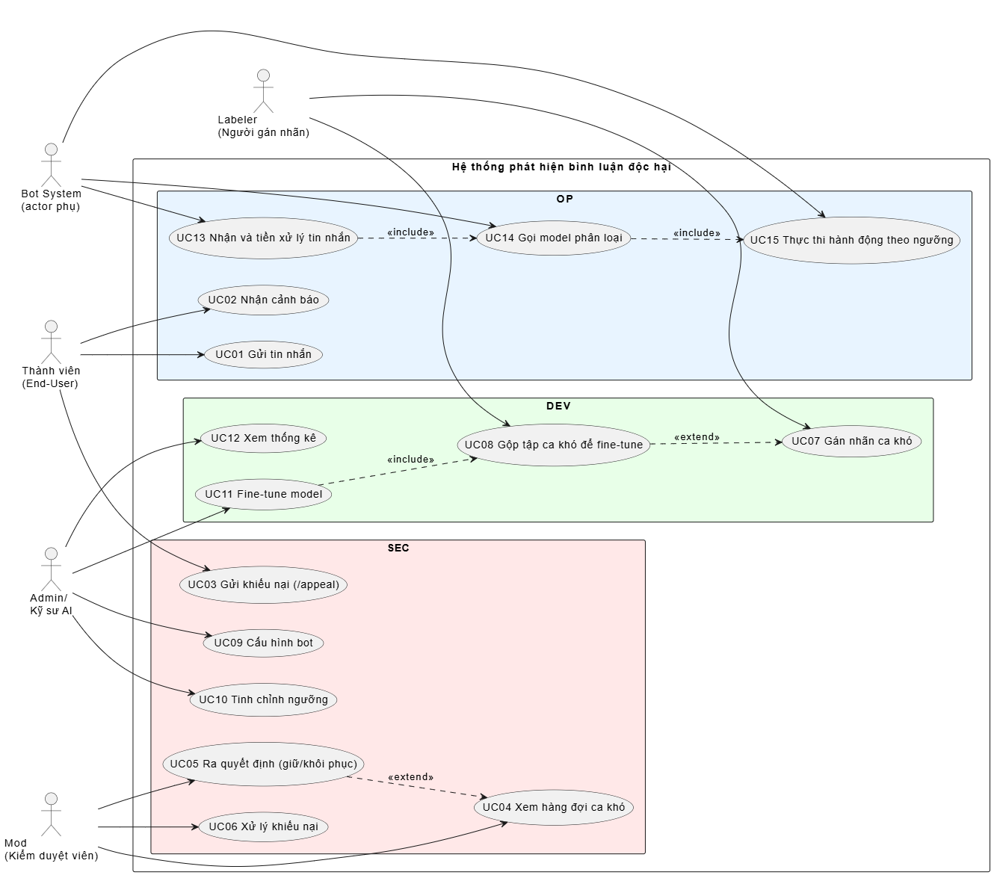 Labeler
(Người gán nhãn)
Bot System
(actor phụ)
Hệ thống phát hiện bình luận độc hại
OP
UC13 Nhận và tiền xử lý tin nhắn
«include»
UC14 Gọi model phân loại
«include»
UC15 Thực thi hành động theo ngưỡng
UC02 Nhận cảnh báo
UC01 Gửi tin nhắn
Thành viên
(End-User)
DEV
UC12 Xem thống kê
«include»
UC08 Gộp tập ca khó để fine-tune
«extend»
UC07 Gán nhãn ca khó
UC11 Fine-tune model
SEC
UC03 Gửi khiếu nại (/appeal)
Admin/
Kỹ sư AI
UC09 Cấu hình bot
UC10 Tinh chỉnh ngưỡng
UC05 Ra quyết định (giữ/khôi phục)
«extend»
UC04 Xem hàng đợi ca khó
UC06 Xử lý khiếu nại
Mod
(Kiểm duyệt viên)